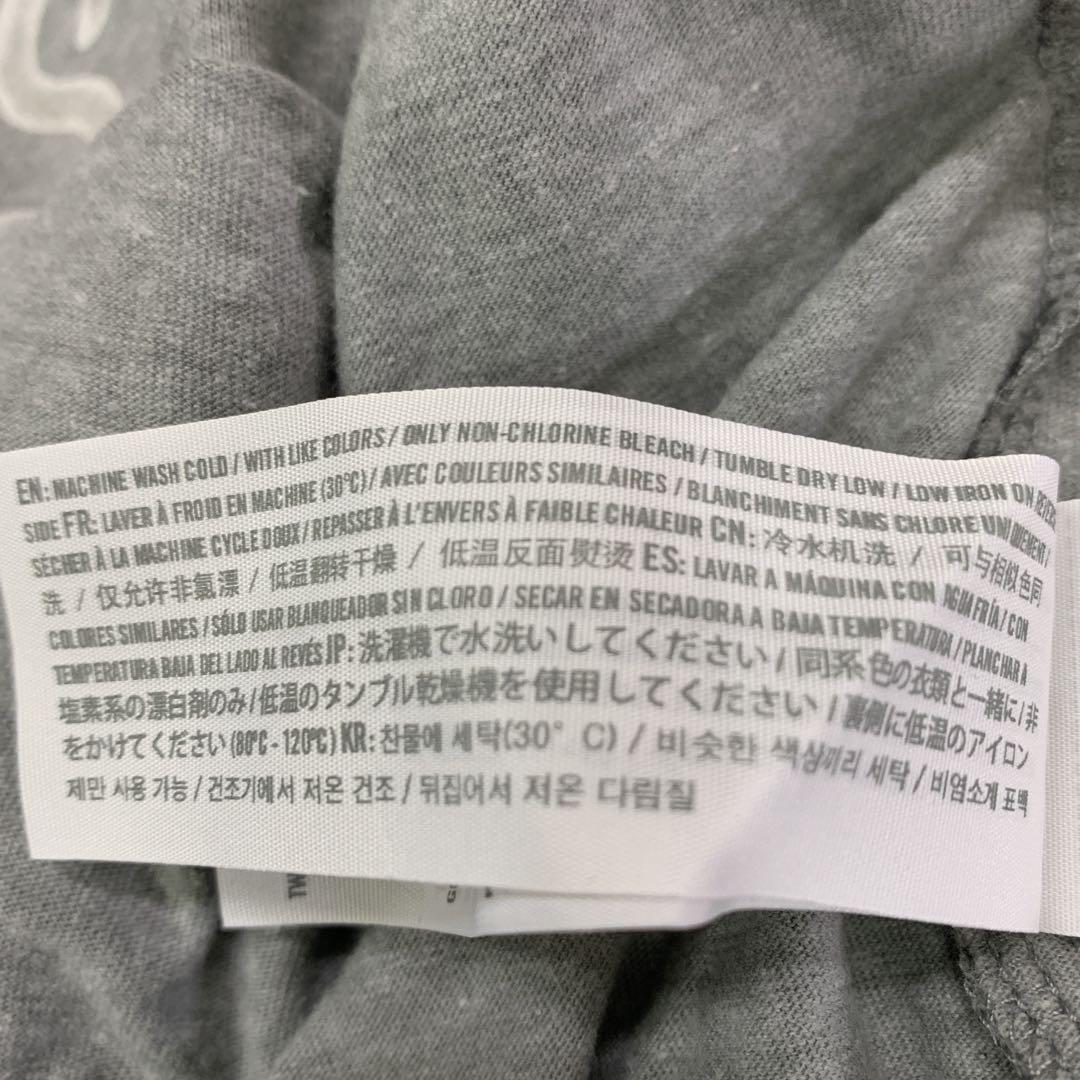 EN: MACHINE WASH COLD / WITH LIKE COLORS / ONLY NON-CHLORINE BLEACH / TUMBLE DRY LOW / LOW IRON ON REVERSE
SIDE FR: LAVER À FROID EN MACHINE (30°C) / AVEC COULEURS SIMILAIRES / BLANCHIMENT SANS CHLORE UNIQUEMENT /
SÉCHER À LA MACHINE CYCLE DOUX / REPASSER À L'ENVERS À FAIBLE CHALEUR CN: 冷水机洗 / 可与相似色同
洗 / 仅允许非氯漂 / 低温翻转干燥 / 低温反面熨烫 ES: LAVAR A MÁQUINA CON AGUA FRÍA / CON
COLORES SIMILARES / SÓLO USAR BLANQUEADOR SIN CLORO / SECAR EN SECADORA A BAJA TEMPERATURA / PLANCHAR A
TEMPERATURA BAJA DEL LADO AL REVÉS JP: 洗濯機で水洗いしてください / 同系色の衣類と一緒に / 非
塩素系の漂白剤のみ / 低温のタンブル乾燥機を使用してください / 裏側に低温のアイロン
をかけてください (80°C - 120°C) KR: 찬물에 세탁(30° C) / 비슷한 색상끼리 세탁 / 비염소계 표백
제만 사용 가능 / 건조기에서 저온 건조 / 뒤집어서 저온 다림질
TW